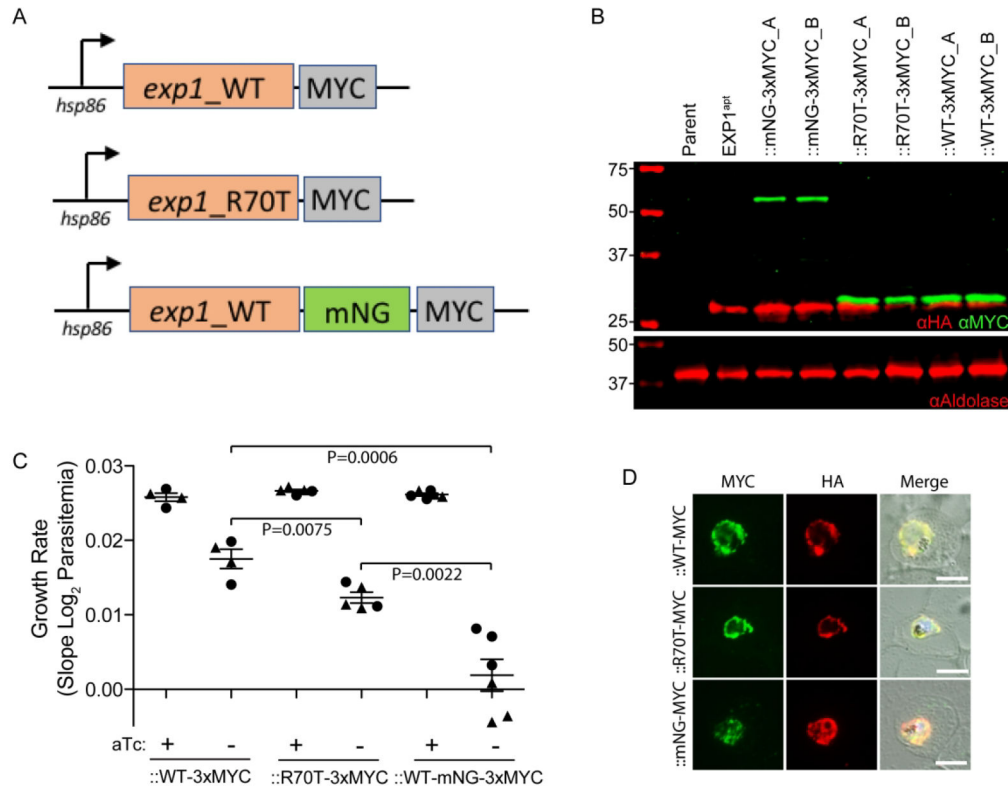 A
exp1_WT
MYC
hsp86
exp1_R70T
MYC
hsp86
exp1_WT
mNG
MYC
hsp86
B
Parent
EXP1apt
::mNG-3xMYC_A
::mNG-3xMYC_B
::R70T-3xMYC_A
::R70T-3xMYC_B
::WT-3xMYC_A
::WT-3xMYC_B
75
50
37
25
αHA αMYC
50
37
αAldolase
C
Growth Rate
(Slope Log2 Parasitemia)
0.03
0.02
0.01
0.00
P=0.0006
P=0.0075
P=0.0022
aTc: + - + - + -
::WT-3xMYC ::R70T-3xMYC ::WT-mNG-3xMYC
D
MYC HA Merge
::WT-MYC
::R70T-MYC
::mNG-MYC